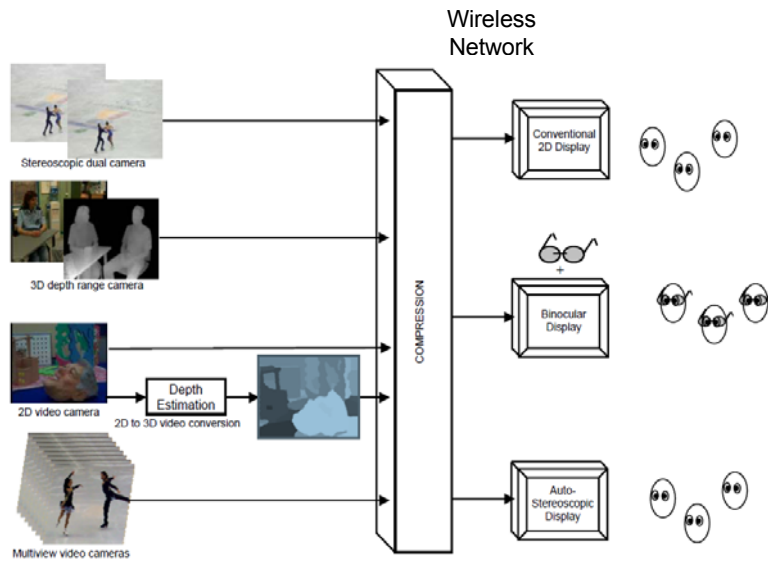 Wireless
Network
Stereoscopic dual camera
3D depth range camera
2D video camera
Depth
Estimation
2D to 3D video conversion
Multiview video cameras
COMPRESSION
Conventional
2D Display
+
Binocular
Display
Auto-
Stereoscopic
Display